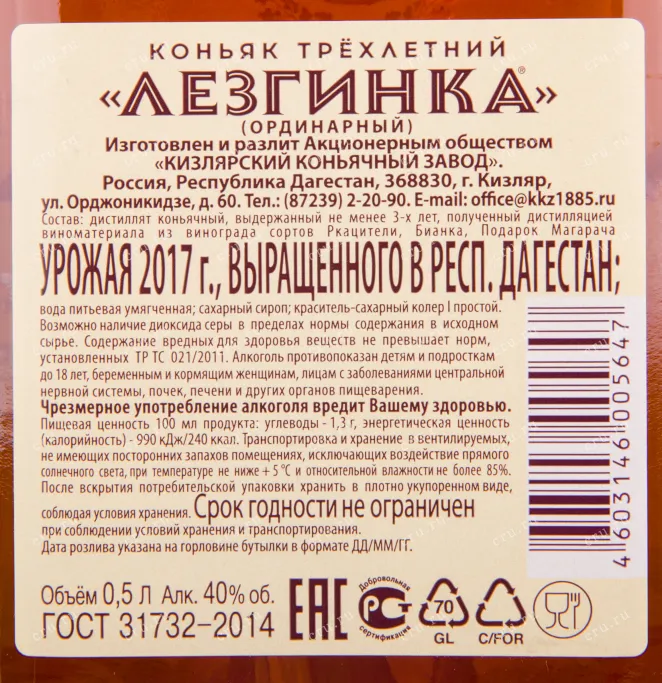 КОНЬЯК ТРЁХЛЕТНИЙ
«ЛЕЗГИНКА®»
(ОРДИНАРНЫЙ)
Изготовлен и разлит Акционерным обществом
«КИЗЛЯРСКИЙ КОНЬЯЧНЫЙ ЗАВОД».
Россия, Республика Дагестан, 368830, г. Кизляр,
ул. Орджоникидзе, д. 60. Тел.: (87239) 2-20-90. E-mail: office@kkz1885.ru
Состав: дистиллят коньячный, выдержанный не менее 3-х лет, полученный дистилляцией
виноматериала из винограда сортов Ркацители, Бианка, Подарок Магарача
УРОЖАЯ 2017 г., ВЫРАЩЕННОГО В РЕСП. ДАГЕСТАН;
вода питьевая умягченная; сахарный сироп; краситель-сахарный колер I простой.
Возможно наличие диоксида серы в пределах нормы содержания в исходном
сырье. Содержание вредных для здоровья веществ не превышает норм,
установленных ТР ТС 021/2011. Алкоголь противопоказан детям и подросткам
до 18 лет, беременным и кормящим женщинам, лицам с заболеваниями центральной
нервной системы, почек, печени и других органов пищеварения.
Чрезмерное употребление алкоголя вредит Вашему здоровью.
Пищевая ценность 100 мл продукта: углеводы - 1,3 г, энергетическая ценность
(калорийность) - 990 кДж/240 ккал. Транспортировка и хранение в вентилируемых,
не имеющих посторонних запахов помещениях, исключающих воздействие прямого
солнечного света, при температуре не ниже + 5 °С и относительной влажности не более 85%.
После вскрытия потребительской упаковки хранить в плотно укупоренном виде,
соблюдая условия хранения. Срок годности не ограничен
при соблюдении условий хранения и транспортирования.
Дата розлива указана на горловине бутылки в формате ДД/ММ/ГГ.
4603146005647
Объём 0,5 Л Алк. 40% об.
ГОСТ 31732-2014
ЕАС
Добровольная
РСТ
сертификация
70
GL
C/FOR
cru.ru